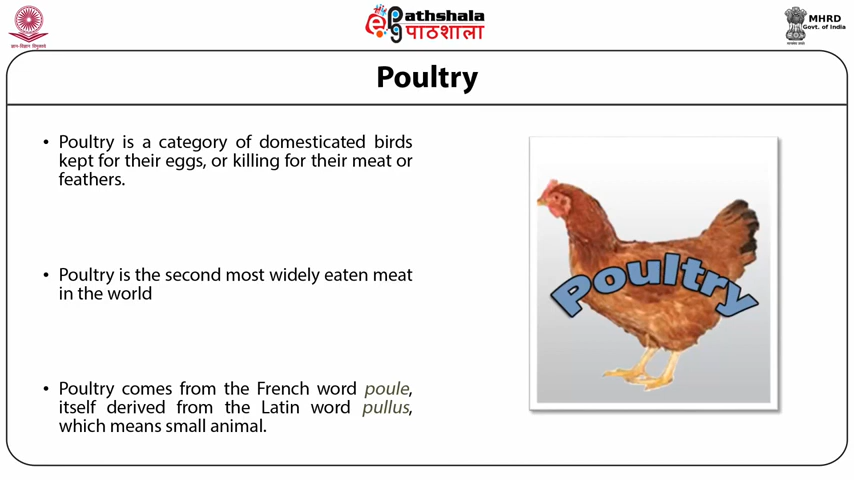 ePathshala
पाठशाला
MHRD
Govt. of India
Poultry
• Poultry is a category of domesticated birds
kept for their eggs, or killing for their meat or
feathers.
• Poultry is the second most widely eaten meat
in the world
• Poultry comes from the French word poule,
itself derived from the Latin word pullus,
which means small animal.
Poultry